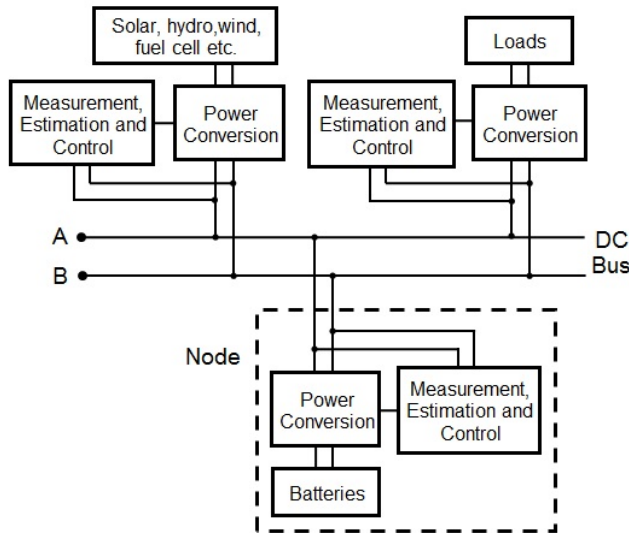 Solar, hydro,wind,
fuel cell etc.
Loads
Measurement,
Estimation and
Control
Power
Conversion
Measurement,
Estimation and
Control
Power
Conversion
A
DC
B
Bus
Node
Power
Conversion
Measurement,
Estimation and
Control
Batteries